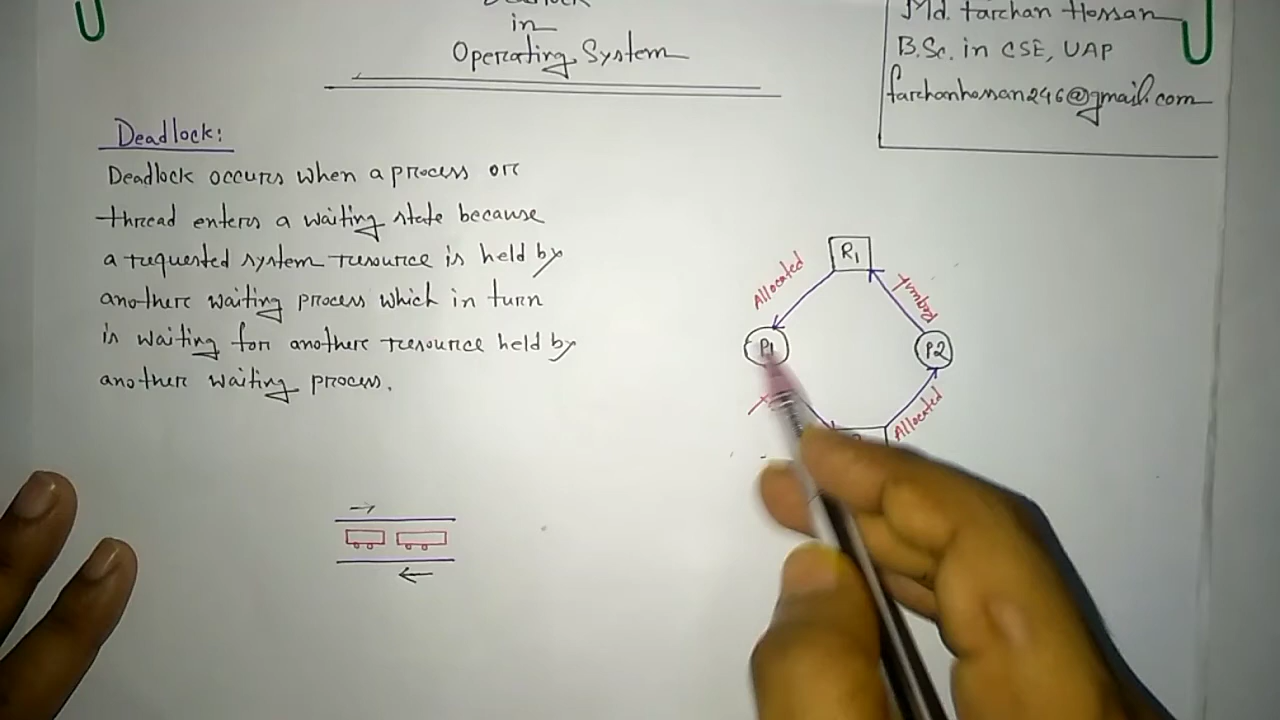 Deadlock
in
Operating System
Md. Farhan Hossan
B.Sc. in CSE, UAP
farhanhossan246@gmail.com
Deadlock:
Deadlock occurs when a process or
thread enters a waiting state because
a requested system resource is held by
another waiting process which in turn
is waiting for another resource held by
another waiting process.
R1
Allocated
Request
P1
P2
Allocated